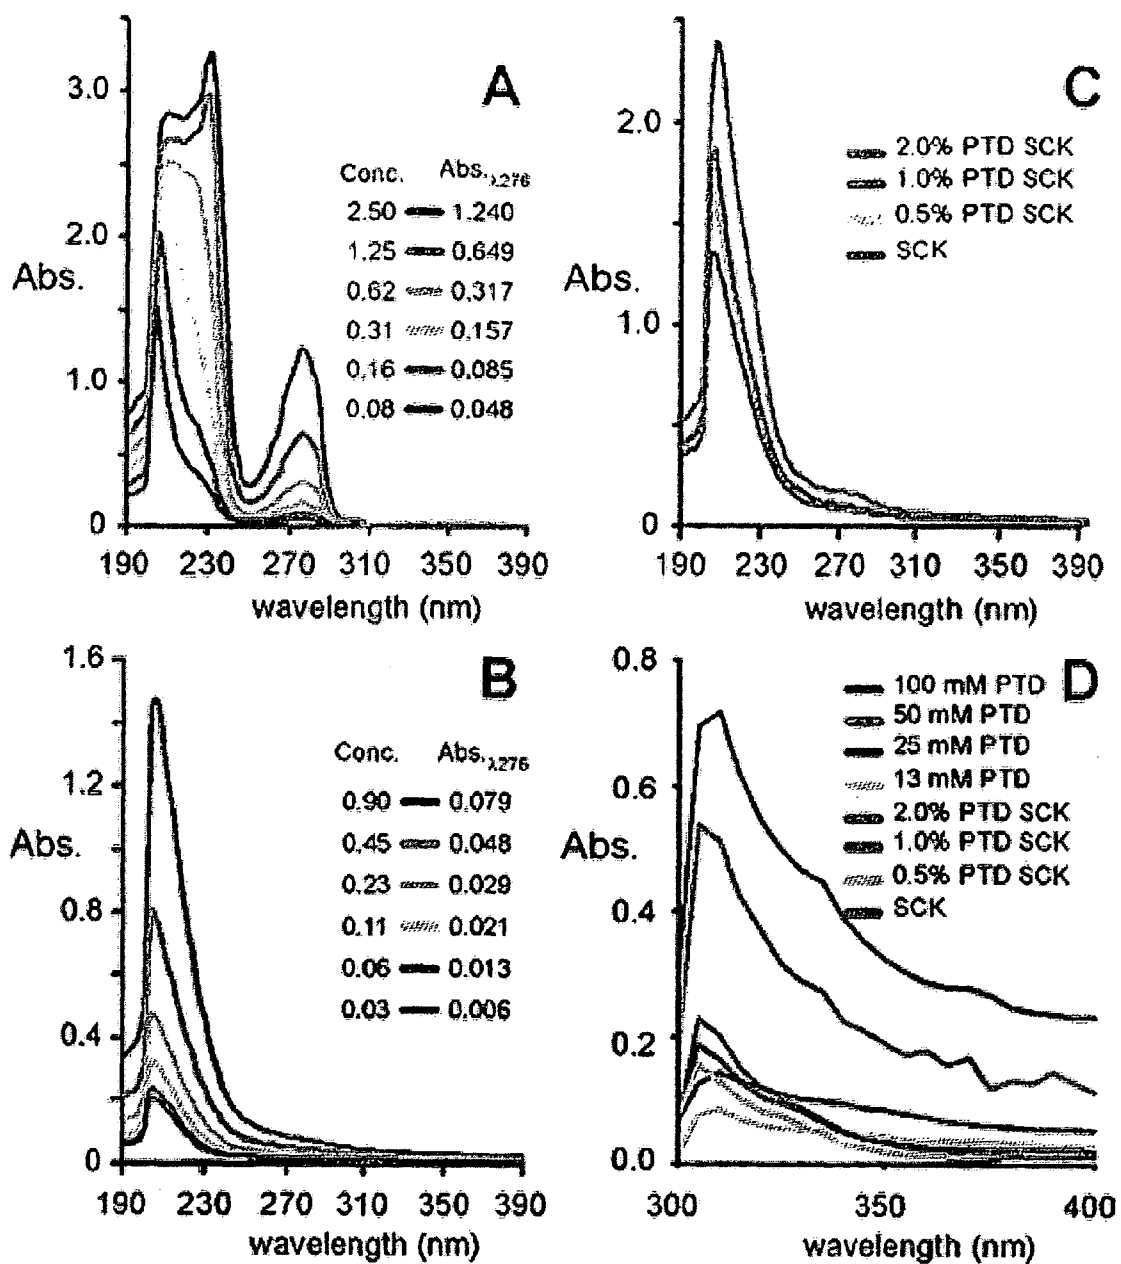 A
3.0
2.0
1.0
0
Abs.
Conc. Abs.λ276
2.50 1.240
1.25 0.649
0.62 0.317
0.31 0.157
0.16 0.085
0.08 0.048
190 230 270 310 350 390
wavelength (nm)
C
2.0
1.0
0
Abs.
2.0% PTD SCK
1.0% PTD SCK
0.5% PTD SCK
SCK
190 230 270 310 350 390
wavelength (nm)
B
1.6
1.2
0.8
0.4
0
Abs.
Conc. Abs.λ276
0.90 0.079
0.45 0.048
0.23 0.029
0.11 0.021
0.06 0.013
0.03 0.006
190 230 270 310 350 390
wavelength (nm)
D
0.8
0.6
0.4
0.2
0.0
Abs.
100 mM PTD
50 mM PTD
25 mM PTD
13 mM PTD
2.0% PTD SCK
1.0% PTD SCK
0.5% PTD SCK
SCK
300 350 400
wavelength (nm)